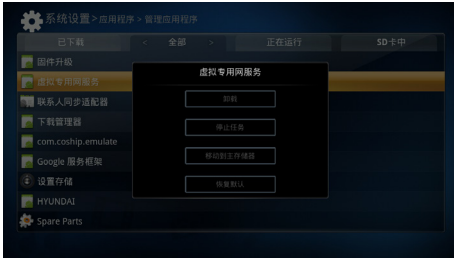 系统设置>应用程序>管理应用程序
已下载 < 全部 > 正在运行 SD卡中
固件升级
虚拟专用网服务
联系人同步适配器
下载管理器
com.coship.emulate
Google 服务框架
设置存储
HYUNDAI
Spare Parts
虚拟专用网服务
卸载
停止任务
移动到主存储器
恢复默认